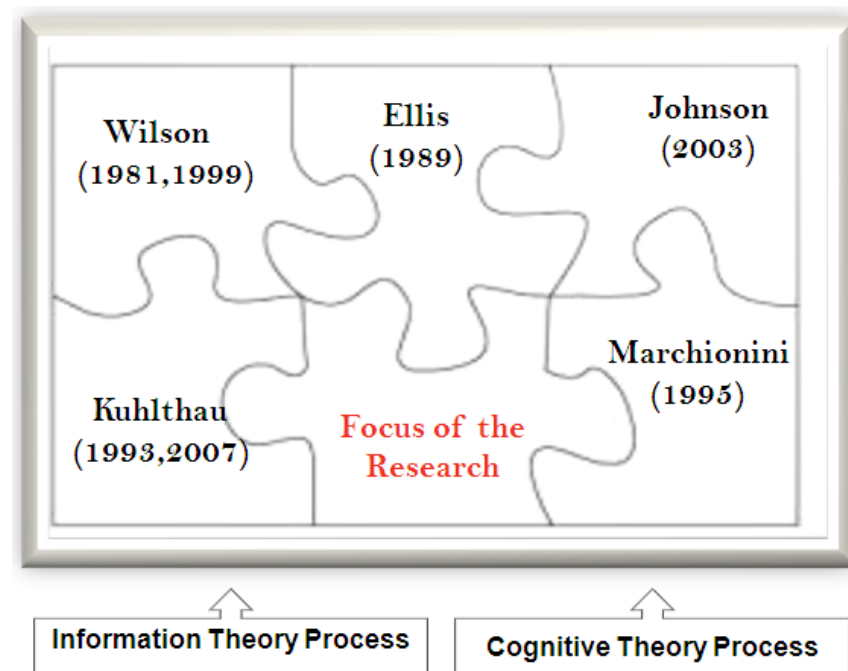 Wilson
(1981,1999)
Ellis
(1989)
Johnson
(2003)
Kuhlthau
(1993,2007)
Focus of the
Research
Marchionini
(1995)
Information Theory Process
Cognitive Theory Process